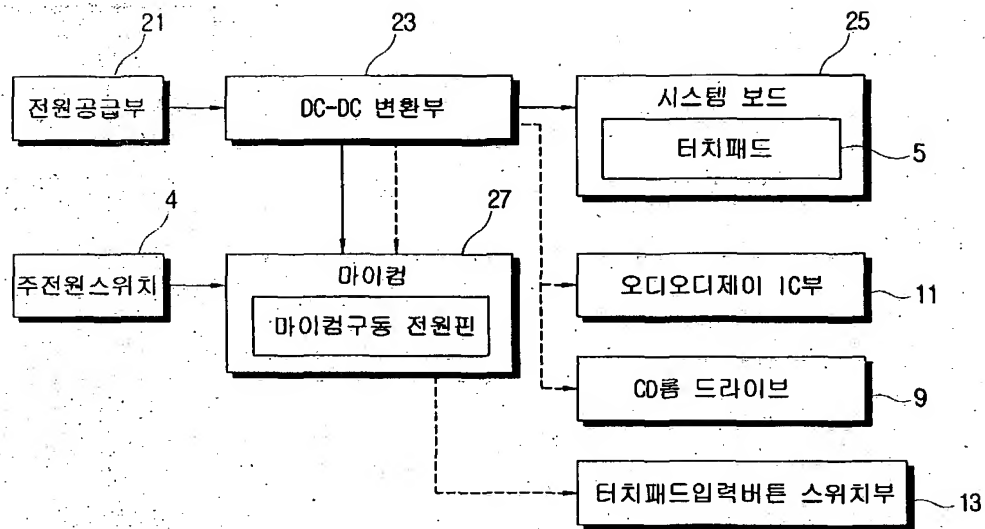 21
23
25
전원공급부
DC-DC 변환부
시스템 보드
터치패드
5
4
27
주전원스위치
마이컴
마이컴구동 전원핀
오디오디제이 IC부
11
CD롬 드라이브
9
터치패드입력버튼 스위치부
13